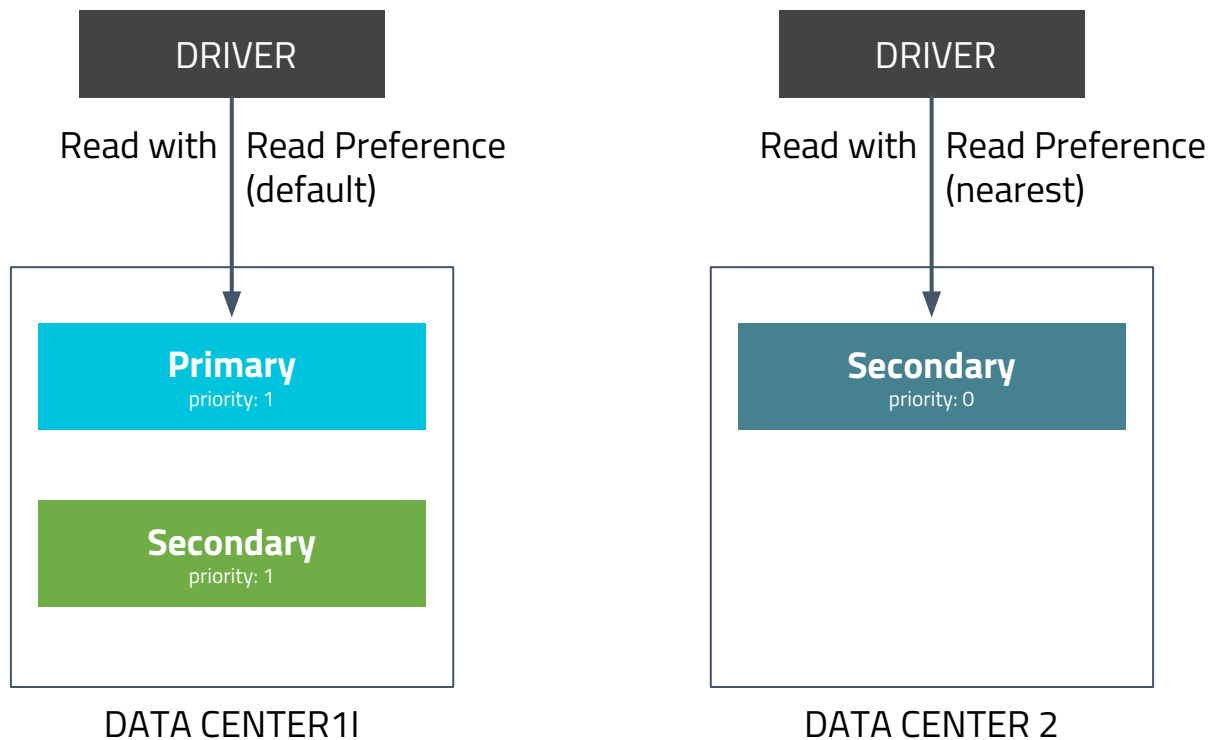 DRIVER
Read with Read Preference
(default)
Primary
priority: 1
Secondary
priority: 1
DATA CENTER1I
DRIVER
Read with Read Preference
(nearest)
Secondary
priority: 0
DATA CENTER 2